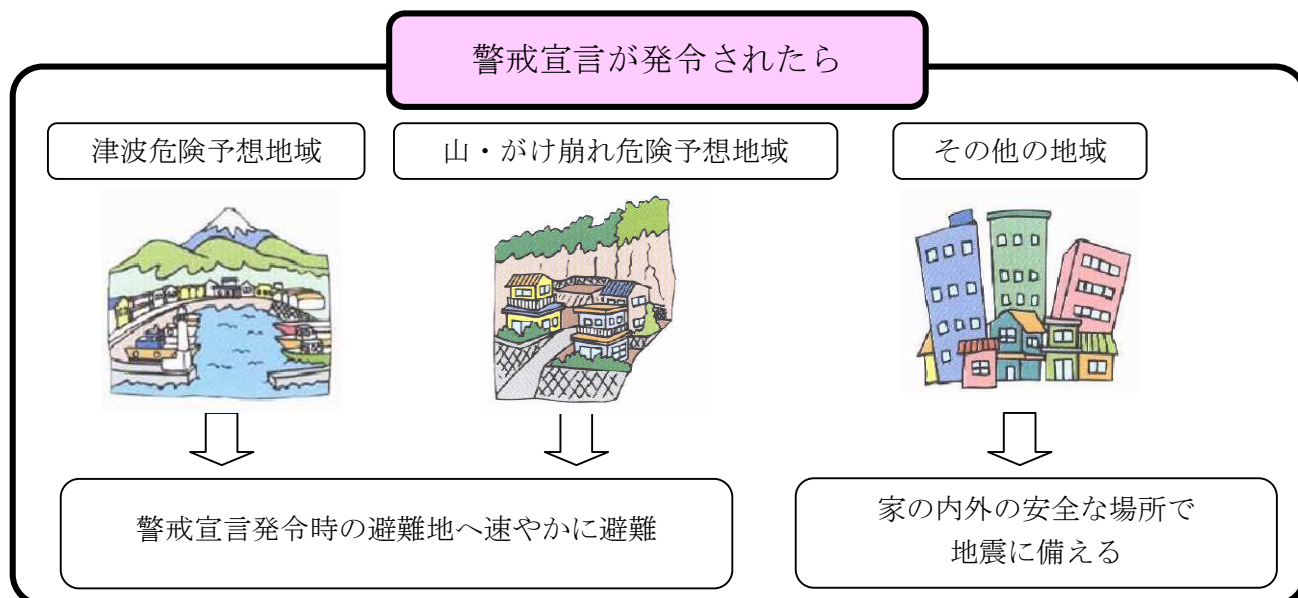 警戒宣言が発令されたら
津波危険予想地域
山・がけ崩れ危険予想地域
その他の地域
警戒宣言発令時の避難地へ速やかに避難
家の内外の安全な場所で
地震に備える